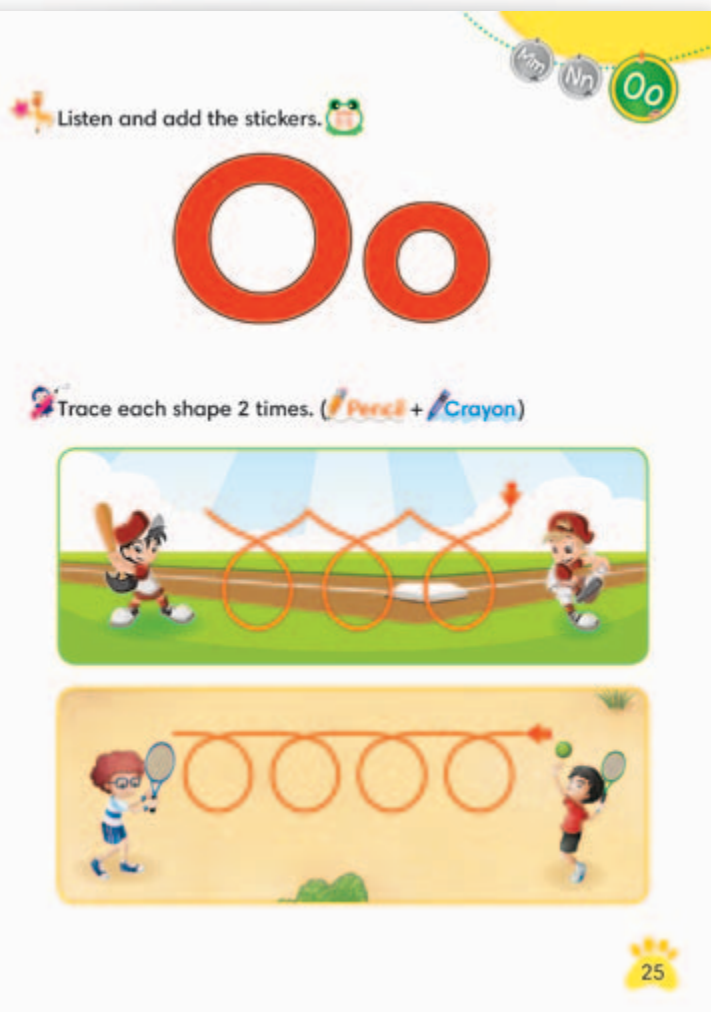 Mm Nn Oo
Listen and add the stickers.
Oo
Trace each shape 2 times. (Pencil + Crayon)
25